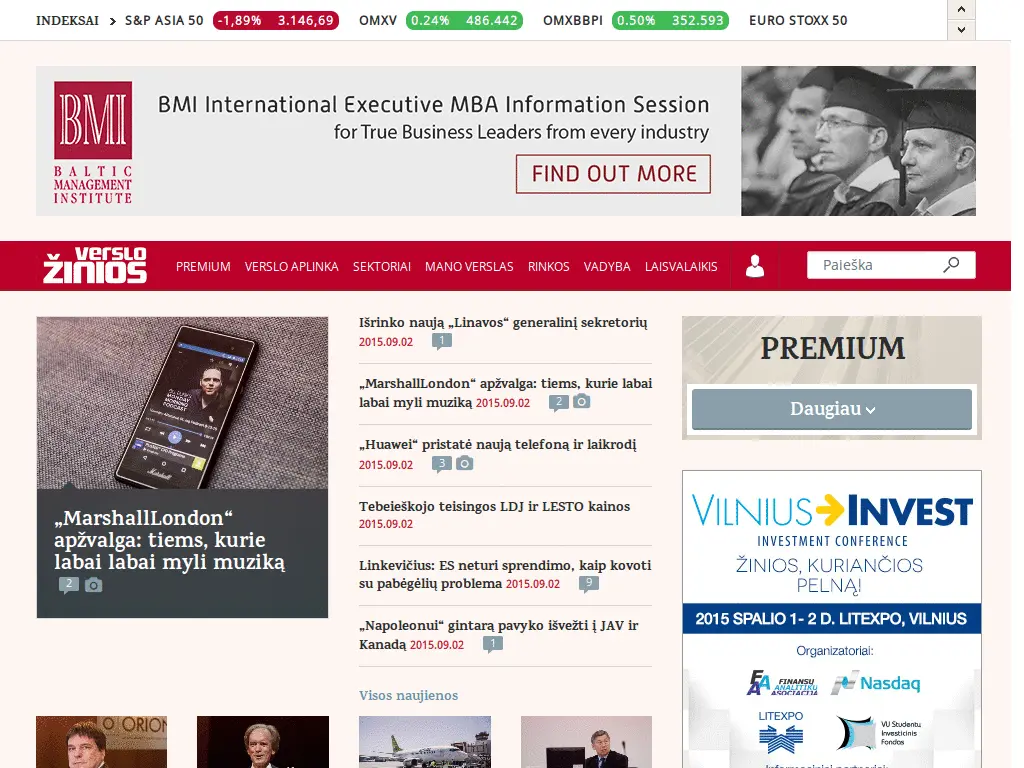 INDEKSAI S&P ASIA 50 -1,89% 3.146,69 OMXV 0.24% 486.442 OMXBBPI 0.50% 352.593 EURO STOXX 50
BMI
BALTIC
MANAGEMENT
INSTITUTE
BMI International Executive MBA Information Session
for True Business Leaders from every industry
FIND OUT MORE
verslo
žinios
PREMIUM VERSLO APLINKA SEKTORIAI MANO VERSLAS RINKOS VADYBA LAISVALAIKIS
Paieška
MONDAY
MORNING
PODCAST
Marshall
„MarshallLondon“
apžvalga: tiems, kurie
labai labai myli muziką
2
Išrinko naują „Linavos“ generalinį sekretorių
2015.09.02 1
„MarshallLondon“ apžvalga: tiems, kurie labai
labai myli muziką 2015.09.02 2
„Huawei“ pristatė naują telefoną ir laikrodį
2015.09.02 3
Tebeieškojo teisingos LDJ ir LESTO kainos
2015.09.02
Linkevičius: ES neturi sprendimo, kaip kovoti
su pabėgėlių problema 2015.09.02 9
„Napoleonui“ gintarą pavyko išvežti į JAV ir
Kanadą 2015.09.02 1
Visos naujienos
PREMIUM
Daugiau
VILNIUS INVEST
INVESTMENT CONFERENCE
ŽINIOS, KURIANČIOS
PELNĄ!
2015 SPALIO 1- 2 D. LITEXPO, VILNIUS
Organizatoriai:
FINANSŲ
ANALITIKŲ
ASOCIACIJA
Nasdaq
LITEXPO
VU Studentų
Investicinis
Fondas
Informaciniai partneriai:
ORION